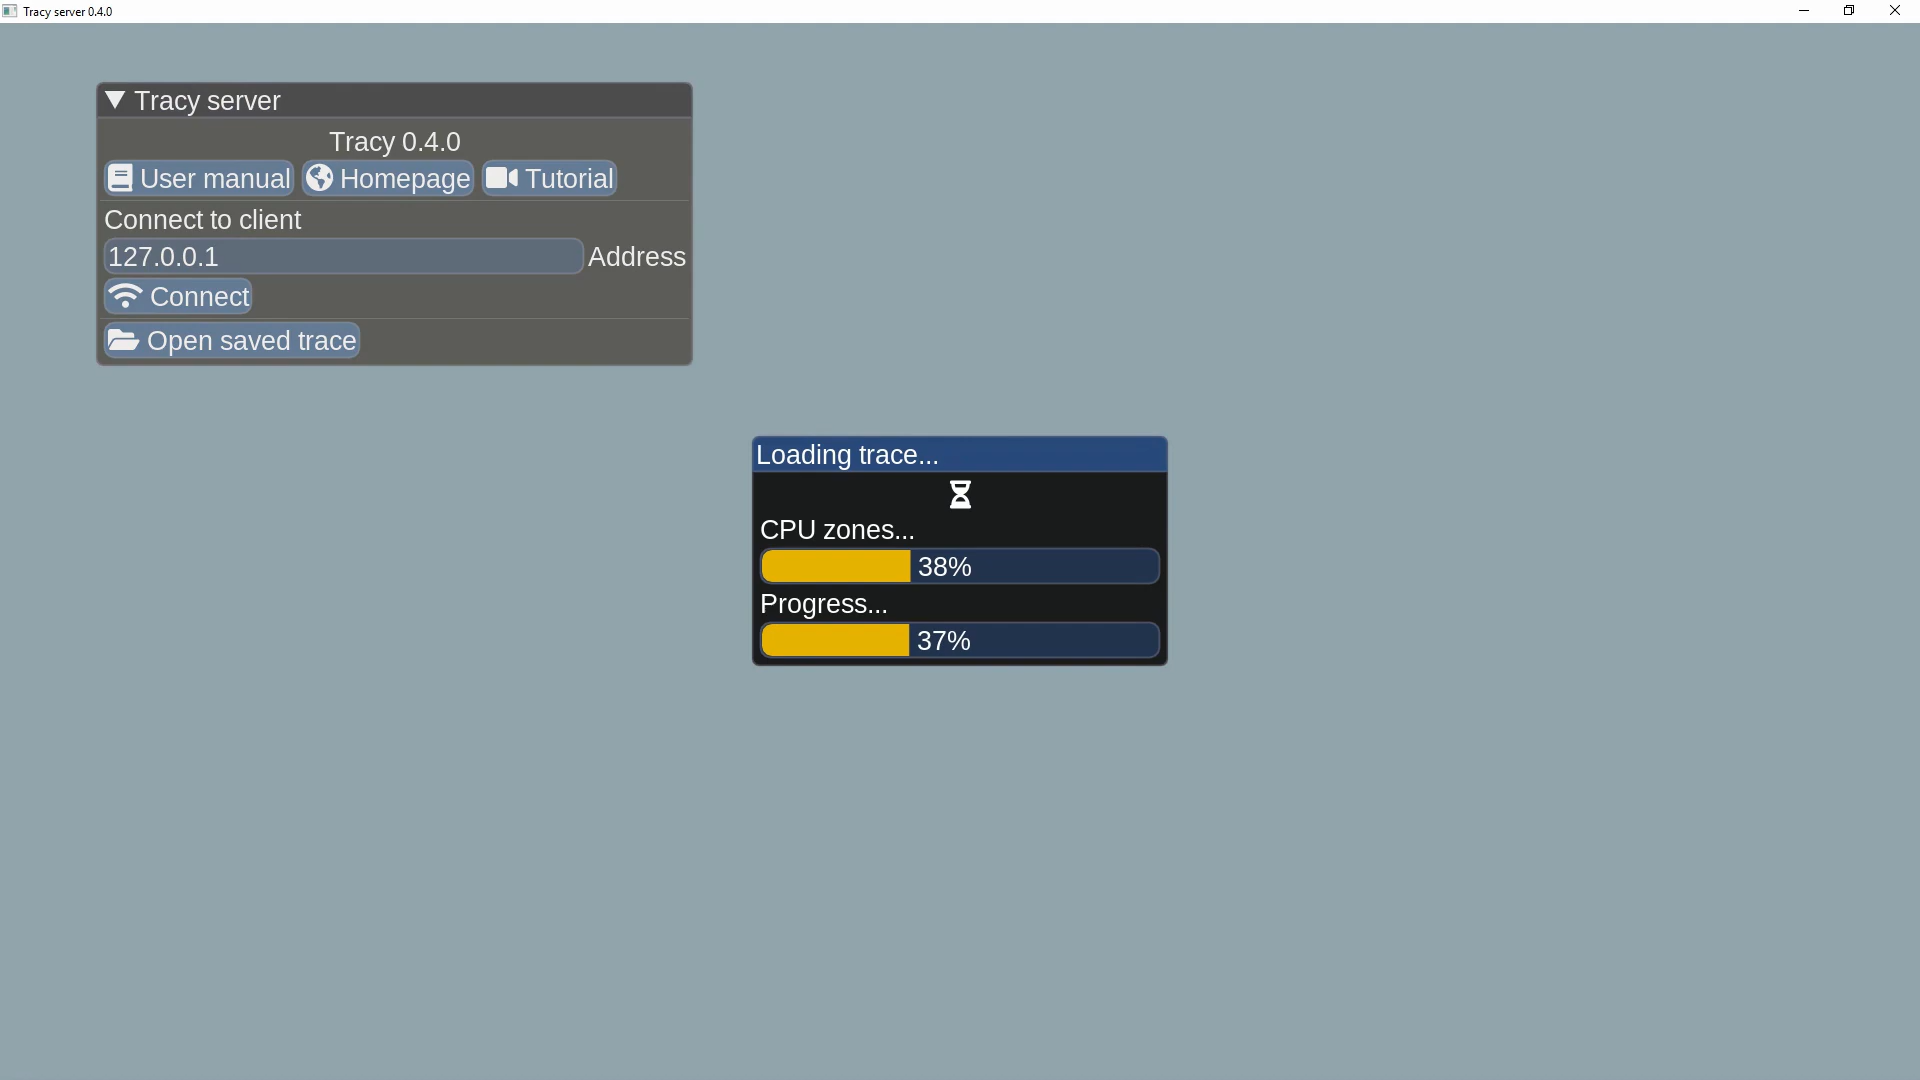 Tracy server 0.4.0
Tracy server
Tracy 0.4.0
User manual Homepage Tutorial
Connect to client
127.0.0.1 Address
Connect
Open saved trace
Loading trace...
CPU zones...
38%
Progress...
37%